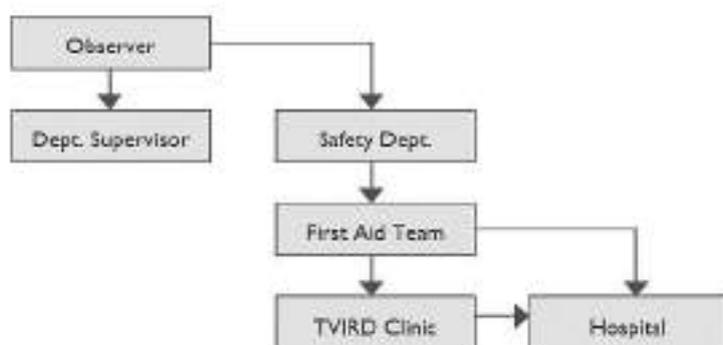 Observer
Dept. Supervisor
Safety Dept.
First Aid Team
TVIRD Clinic
Hospital